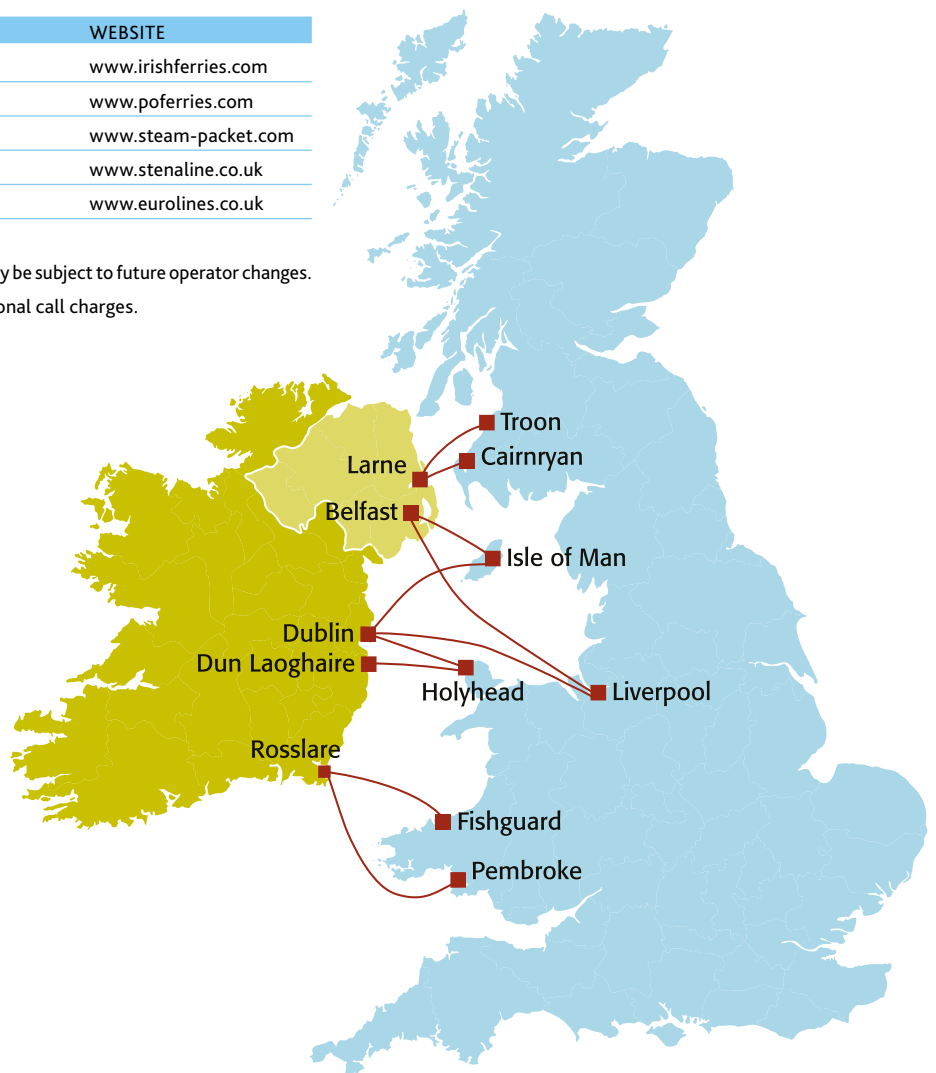 WEBSITE
www.irishferries.com
www.poferries.com
www.steam-packet.com
www.stenaline.co.uk
www.eurolines.co.uk
y be subject to future operator changes.
onal call charges.
Troon
Cairnryan
Larne
Belfast
Isle of Man
Dublin
Dun Laoghaire
Holyhead
Liverpool
Rosslare
Fishguard
Pembroke